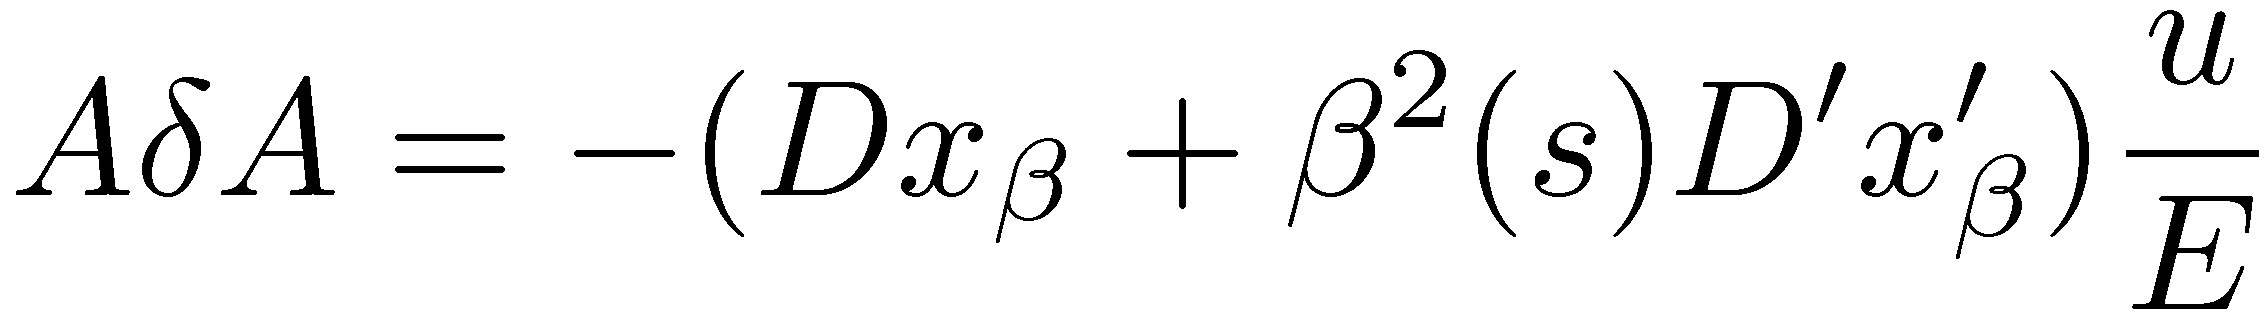 AδA = −(Dx_β + β²(s)D′x′_β) u/E